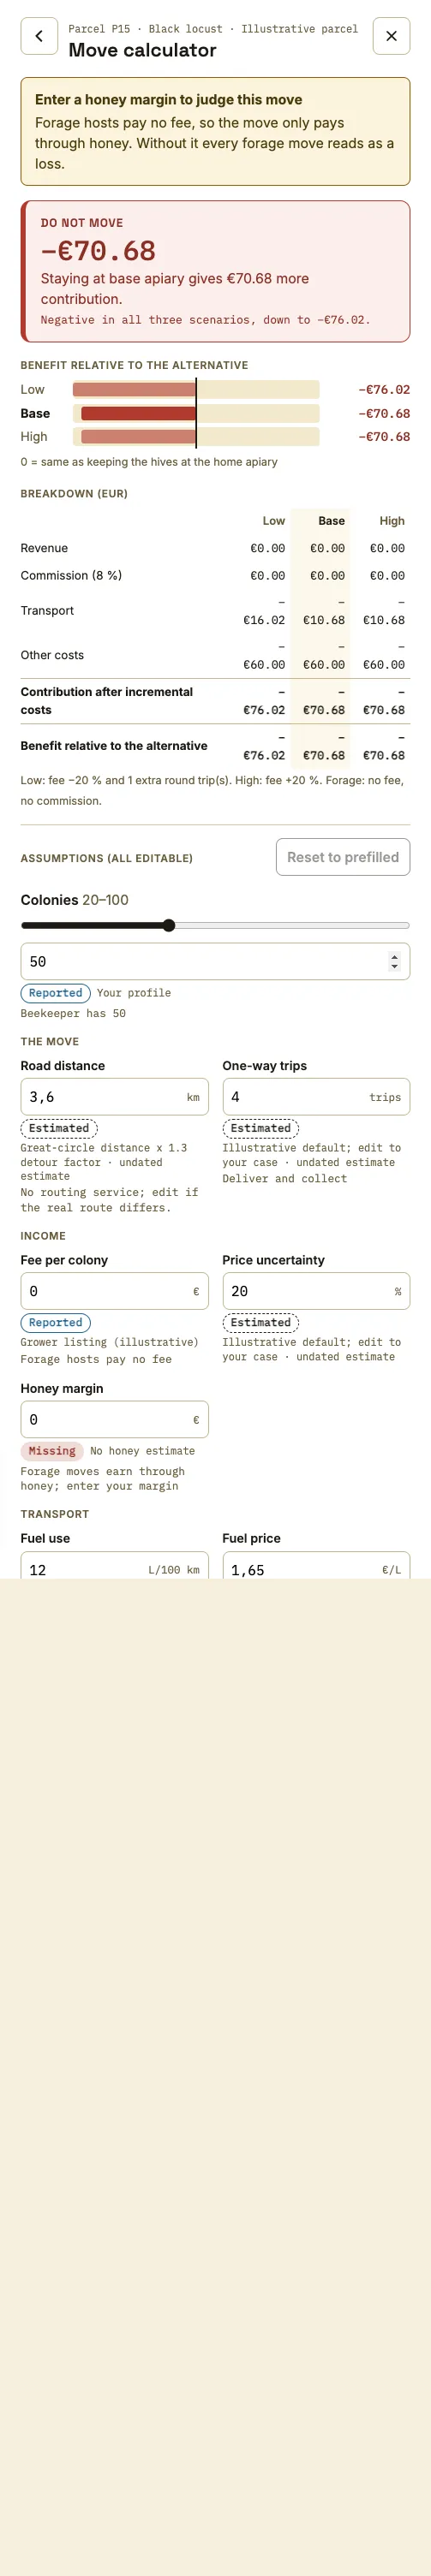 Parcel P15 · Black locust · Illustrative parcel
Move calculator
Enter a honey margin to judge this move
Forage hosts pay no fee, so the move only pays
through honey. Without it every forage move reads as a
loss.
DO NOT MOVE
−€70.68
Staying at base apiary gives €70.68 more
contribution.
Negative in all three scenarios, down to −€76.02.
BENEFIT RELATIVE TO THE ALTERNATIVE
Low −€76.02
Base −€70.68
High −€70.68
0 = same as keeping the hives at the home apiary
BREAKDOWN (EUR)
Low Base High
Revenue €0.00 €0.00 €0.00
Commission (8 %) €0.00 €0.00 €0.00
Transport −€16.02 −€10.68 −€10.68
Other costs −€60.00 −€60.00 −€60.00
Contribution after incremental
costs −€76.02 −€70.68 −€70.68
Benefit relative to the alternative −€76.02 −€70.68 −€70.68
Low: fee −20 % and 1 extra round trip(s). High: fee +20 %. Forage: no fee,
no commission.
ASSUMPTIONS (ALL EDITABLE)
Reset to prefilled
Colonies 20–100
50
Reported Your profile
Beekeeper has 50
THE MOVE
Road distance
3,6 km
Estimated
Great-circle distance x 1.3
detour factor · undated
estimate
No routing service; edit if
the real route differs.
One-way trips
4 trips
Estimated
Illustrative default; edit to
your case · undated estimate
Deliver and collect
INCOME
Fee per colony
0 €
Reported
Grower listing (illustrative)
Forage hosts pay no fee
Price uncertainty
20 %
Estimated
Illustrative default; edit to
your case · undated estimate
Honey margin
0 €
Missing No honey estimate
Forage moves earn through
honey; enter your margin
TRANSPORT
Fuel use
12 L/100 km
Fuel price
1,65 €/L